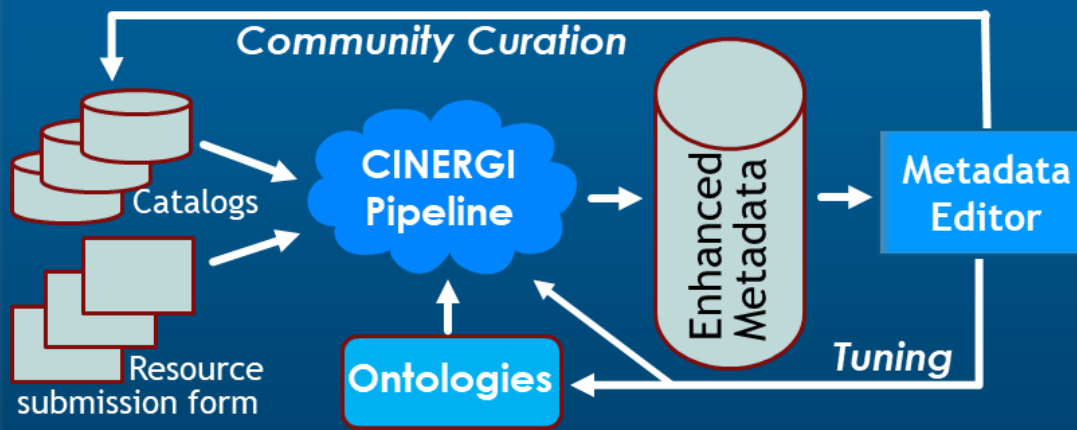 Community Curation
Catalogs
Resource
submission form
CINERGI
Pipeline
Ontologies
Enhanced
Metadata
Metadata
Editor
Tuning